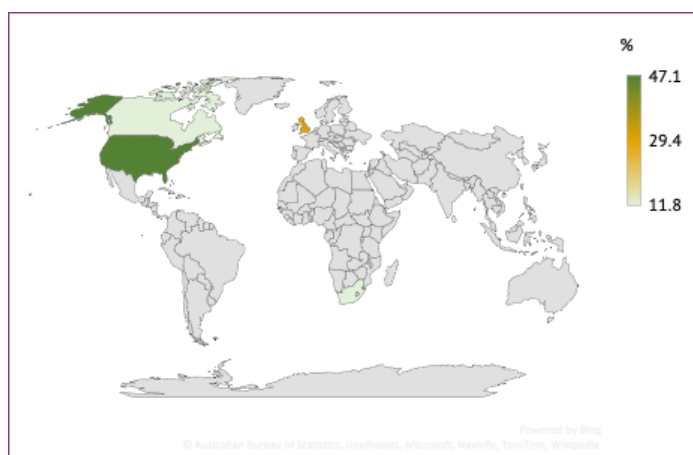 %
47.1
29.4
11.8
Powered by Bing
© Australian Bureau of Statistics, GeoNames, Microsoft, Navinfo, TomTom, Wikipedia